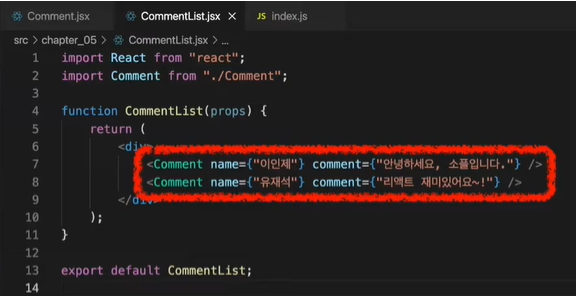 Comment.jsx CommentList.jsx X JS index.js
src > chapter_05 > CommentList.jsx > ...
1 import React from "react";
2 import Comment from "./Comment";
3
4 function CommentList(props) {
5 return (
6 <div>
7 <Comment name={"이인제"} comment={"안녕하세요, 소플입니다."} />
8 <Comment name={"유재석"} comment={"리액트 재미있어요~!"} />
9 </div>
10 );
11 }
12
13 export default CommentList;
14